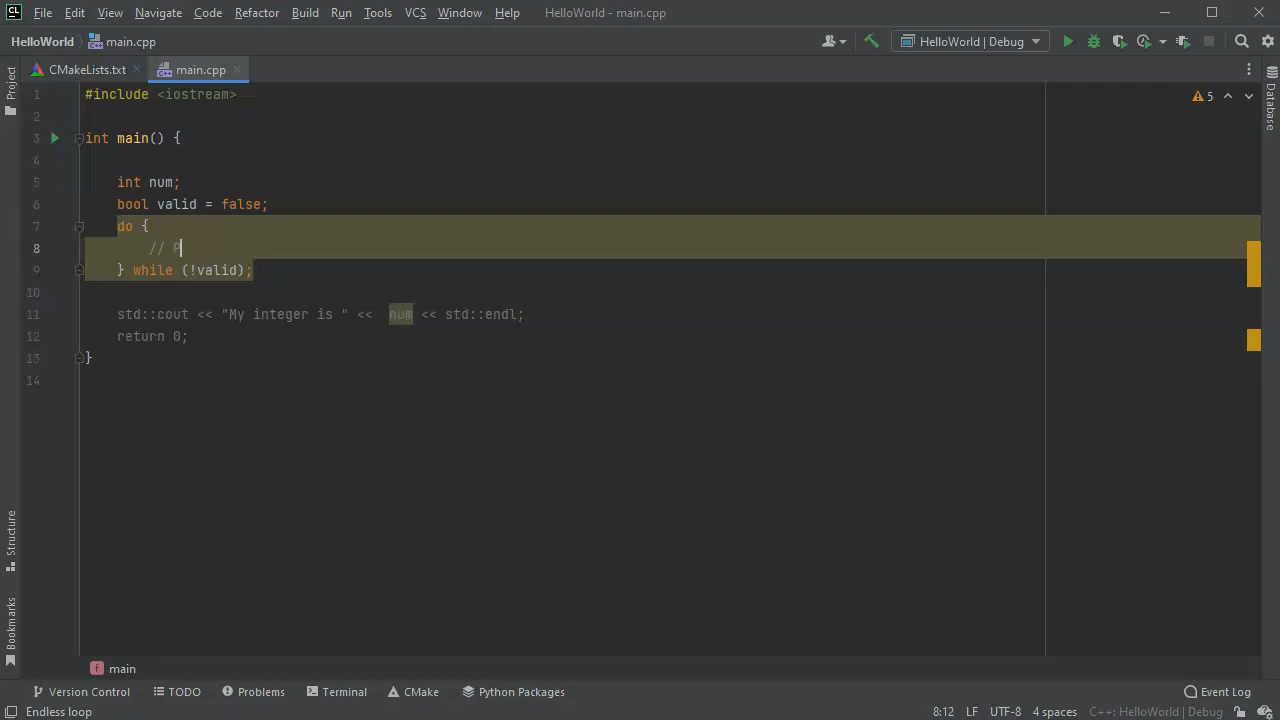 CL File Edit View Navigate Code Refactor Build Run Tools VCS Window Help HelloWorld - main.cpp
HelloWorld main.cpp HelloWorld | Debug
Project CMakeLists.txt main.cpp
Database
5
1 #include <iostream>
2
3 int main() {
4
5 int num;
6 bool valid = false;
7 do {
8 // P
9 } while (!valid);
10
11 std::cout << "My integer is " << num << std::endl;
12 return 0;
13 }
14
Structure
Bookmarks
f main
Version Control TODO Problems Terminal CMake Python Packages Event Log
Endless loop 8:12 LF UTF-8 4 spaces C++: HelloWorld | Debug